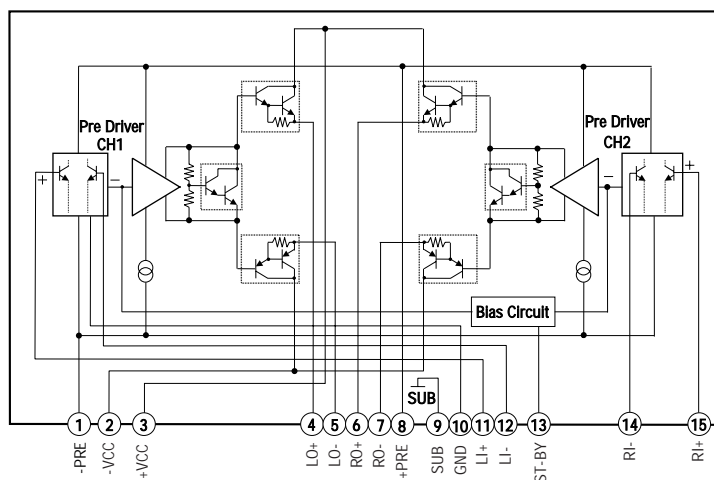 Pre Driver
CH1
Pre Driver
CH2
+
−
−
+
Bias Circuit
SUB
1 2 3 4 5 6 7 8 9 10 11 12 13 14 15
-PRE
-VCC
+VCC
LO+
LO-
RO+
RO-
+PRE
SUB
GND
LI+
LI-
ST-BY
RI-
RI+